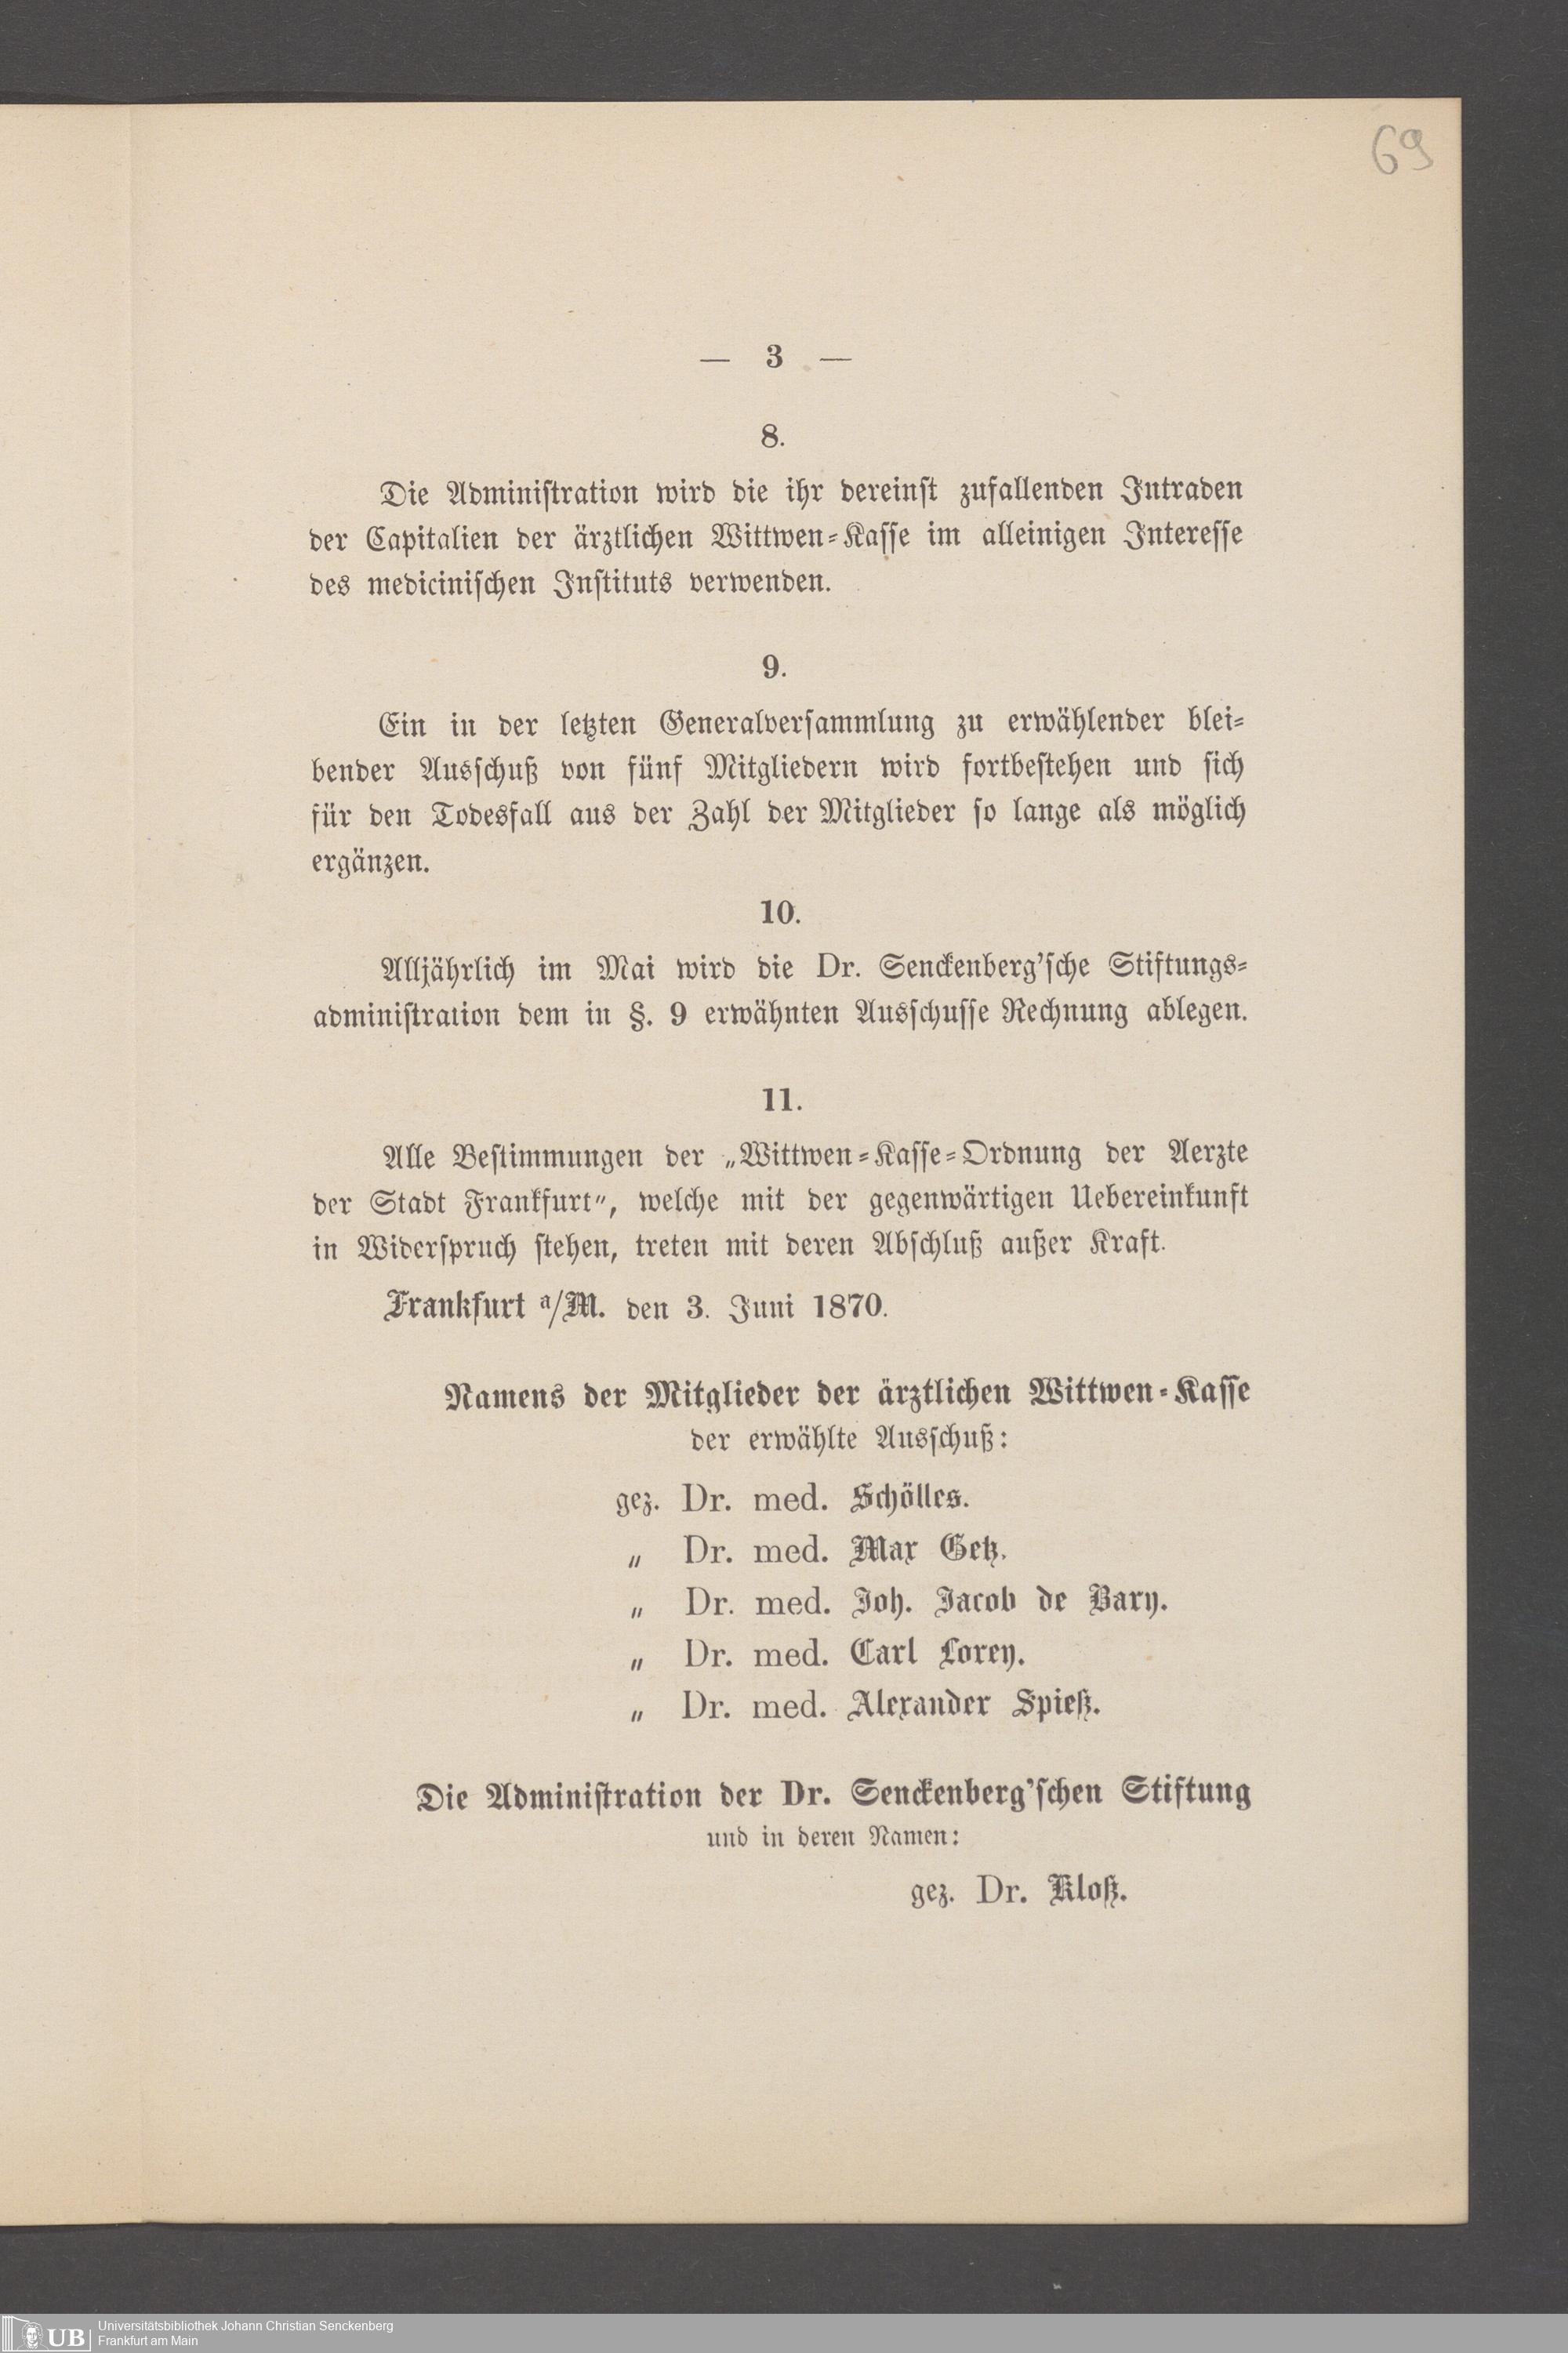 69
— 3 —
8.
Die Administration wird die ihr dereinst zufallenden Intraden
der Capitalien der ärztlichen Wittwen-Kasse im alleinigen Interesse
des medicinischen Instituts verwenden.
9.
Ein in der letzten Generalversammlung zu erwählender blei-
bender Ausschuß von fünf Mitgliedern wird fortbestehen und sich
für den Todesfall aus der Zahl der Mitglieder so lange als möglich
ergänzen.
10.
Alljährlich im Mai wird die Dr. Senckenberg'sche Stiftungs-
administration dem in §. 9 erwähnten Ausschusse Rechnung ablegen.
11.
Alle Bestimmungen der „Wittwen-Kasse-Ordnung der Aerzte
der Stadt Frankfurt", welche mit der gegenwärtigen Uebereinkunft
in Widerspruch stehen, treten mit deren Abschluß außer Kraft.
Frankfurt a/M. den 3. Juni 1870.
Namens der Mitglieder der ärztlichen Wittwen-Kasse
der erwählte Ausschuß:
gez. Dr. med. Schölles.
„ Dr. med. Max Getz.
„ Dr. med. Joh. Jacob de Bary.
„ Dr. med. Carl Lorey.
„ Dr. med. Alexander Spieß.
Die Administration der Dr. Senckenberg'schen Stiftung
und in deren Namen:
gez. Dr. Kloß.
UB
Universitätsbibliothek Johann Christian Senckenberg
Frankfurt am Main